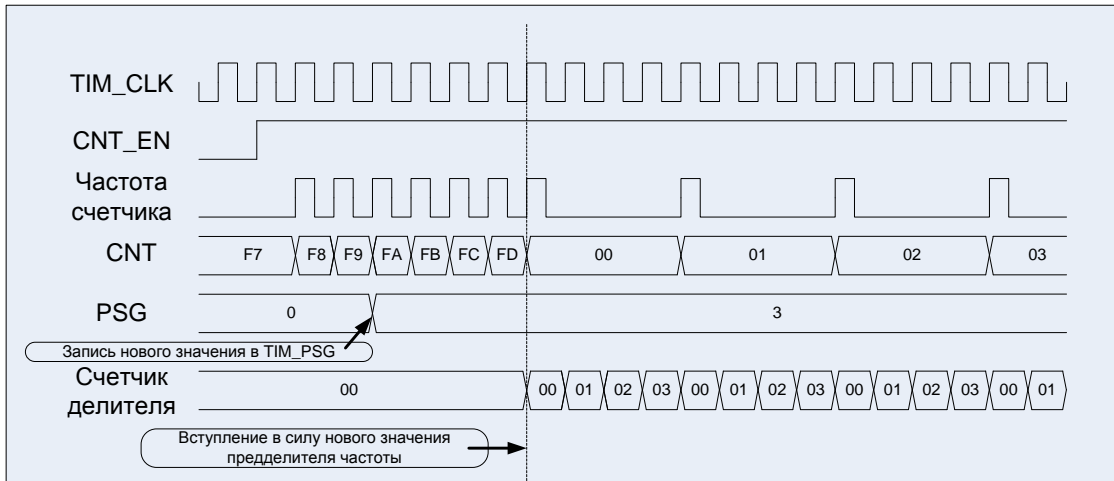 TIM_CLK
CNT_EN
Частота
счетчика
CNT
F7 F8 F9 FA FB FC FD 00 01 02 03
PSG
0 3
Запись нового значения в TIM_PSG
Счетчик
делителя
00 00 01 02 03 00 01 02 03 00 01 02 03 00 01
Вступление в силу нового значения
предделителя частоты